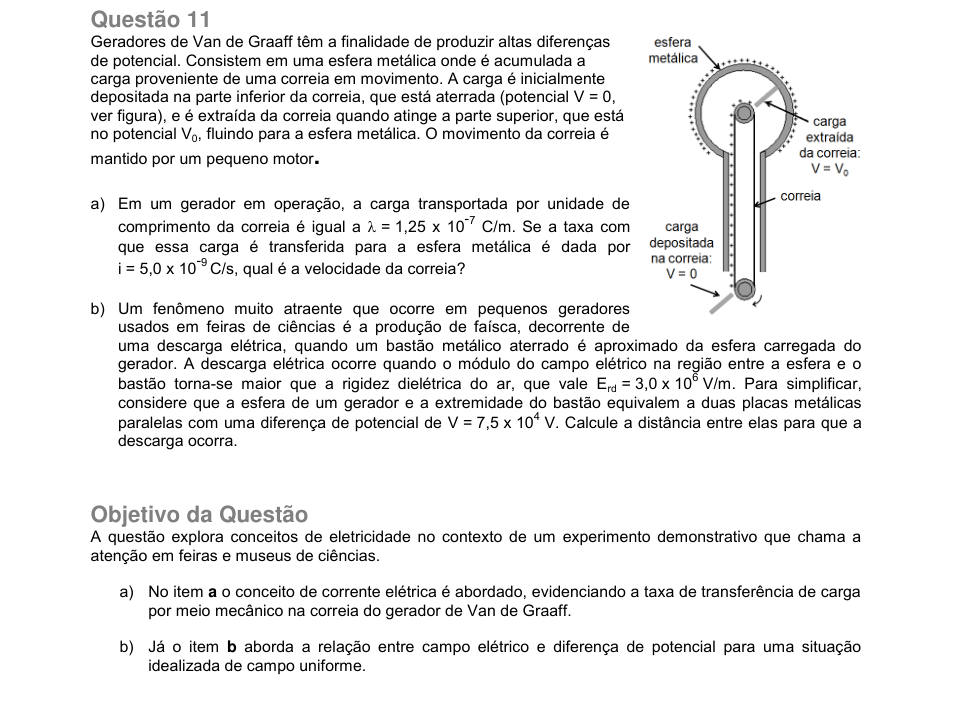 Questão 11
Geradores de Van de Graaff têm a finalidade de produzir altas diferenças
de potencial. Consistem em uma esfera metálica onde é acumulada a
carga proveniente de uma correia em movimento. A carga é inicialmente
depositada na parte inferior da correia, que está aterrada (potencial V = 0,
ver figura), e é extraída da correia quando atinge a parte superior, que está
no potencial V₀, fluindo para a esfera metálica. O movimento da correia é
mantido por um pequeno motor.
esfera
metálica
carga
extraída
da correia:
V = V₀
correia
carga
depositada
na correia:
V = 0
a) Em um gerador em operação, a carga transportada por unidade de
comprimento da correia é igual a λ = 1,25 x 10⁻⁷ C/m. Se a taxa com
que essa carga é transferida para a esfera metálica é dada por
i = 5,0 x 10⁻⁹ C/s, qual é a velocidade da correia?
b) Um fenômeno muito atraente que ocorre em pequenos geradores
usados em feiras de ciências é a produção de faísca, decorrente de
uma descarga elétrica, quando um bastão metálico aterrado é aproximado da esfera carregada do
gerador. A descarga elétrica ocorre quando o módulo do campo elétrico na região entre a esfera e o
bastão torna-se maior que a rigidez dielétrica do ar, que vale E_rd = 3,0 x 10⁶ V/m. Para simplificar,
considere que a esfera de um gerador e a extremidade do bastão equivalem a duas placas metálicas
paralelas com uma diferença de potencial de V = 7,5 x 10⁴ V. Calcule a distância entre elas para que a
descarga ocorra.
Objetivo da Questão
A questão explora conceitos de eletricidade no contexto de um experimento demonstrativo que chama a
atenção em feiras e museus de ciências.
a) No item a o conceito de corrente elétrica é abordado, evidenciando a taxa de transferência de carga
por meio mecânico na correia do gerador de Van de Graaff.
b) Já o item b aborda a relação entre campo elétrico e diferença de potencial para uma situação
idealizada de campo uniforme.